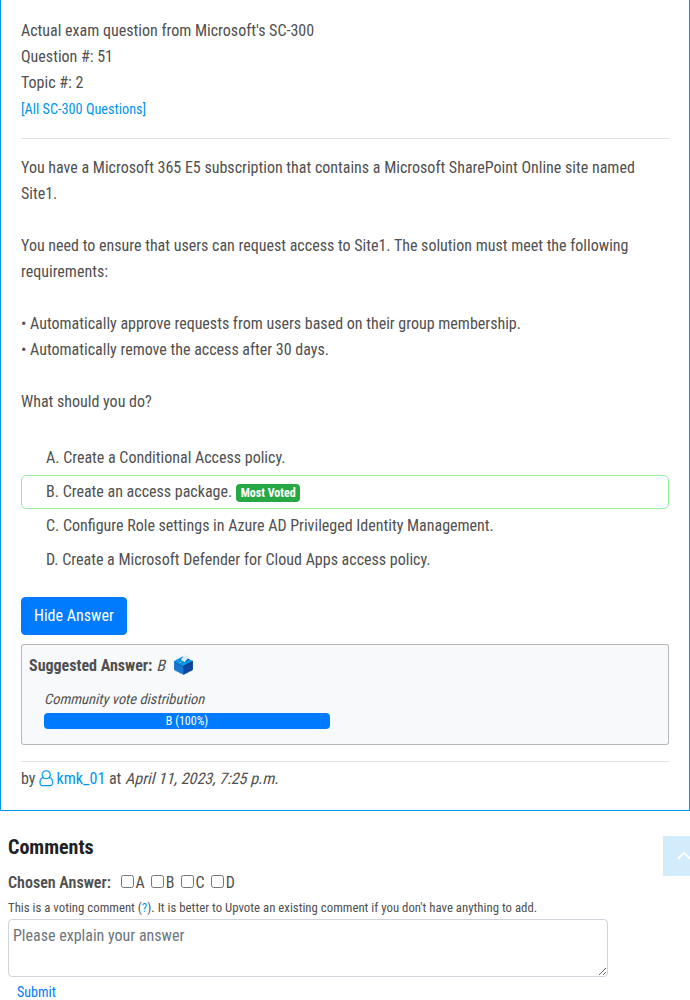 Actual exam question from Microsoft's SC-300
Question #: 51
Topic #: 2
[All SC-300 Questions]
You have a Microsoft 365 E5 subscription that contains a Microsoft SharePoint Online site named
Site1.
You need to ensure that users can request access to Site1. The solution must meet the following
requirements:
• Automatically approve requests from users based on their group membership.
• Automatically remove the access after 30 days.
What should you do?
A. Create a Conditional Access policy.
B. Create an access package. Most Voted
C. Configure Role settings in Azure AD Privileged Identity Management.
D. Create a Microsoft Defender for Cloud Apps access policy.
Hide Answer
Suggested Answer: B
Community vote distribution
B (100%)
by kmk_01 at April 11, 2023, 7:25 p.m.
Comments
Chosen Answer: A B C D
This is a voting comment (?). It is better to Upvote an existing comment if you don't have anything to add.
Please explain your answer
Submit